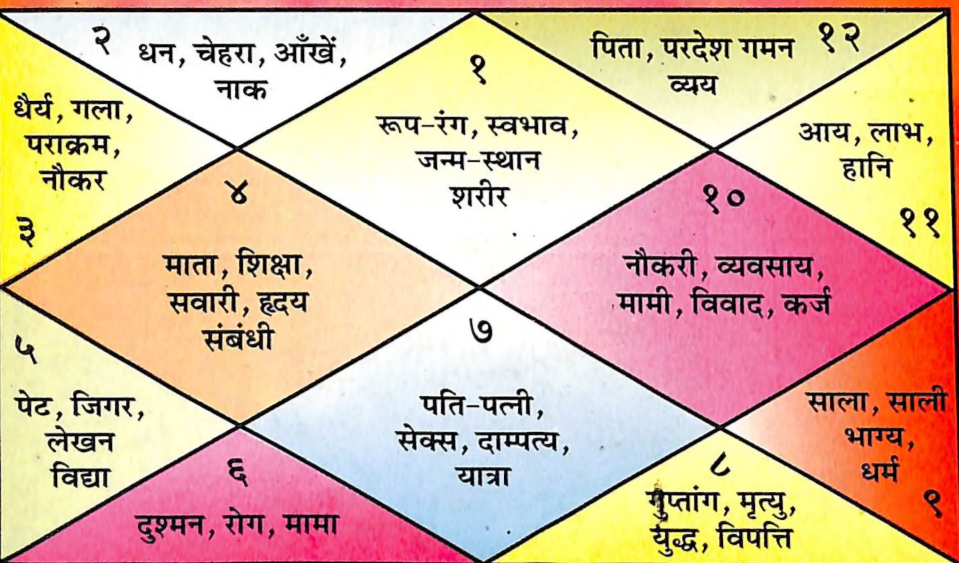 १
रूप-रंग, स्वभाव,
जन्म-स्थान
शरीर
२
धन, चेहरा, आँखें,
नाक
धैर्य, गला,
पराक्रम,
नौकर
३
४
माता, शिक्षा,
सवारी, हृदय
संबंधी
५
पेट, जिगर,
लेखन
विद्या
६
दुश्मन, रोग, मामा
७
पति-पत्नी,
सेक्स, दाम्पत्य,
यात्रा
८
गुप्तांग, मृत्यु,
युद्ध, विपत्ति
साला, साली
भाग्य,
धर्म
९
१०
नौकरी, व्यवसाय,
मामी, विवाद, कर्ज
आय, लाभ,
हानि
११
१२
पिता, परदेश गमन
व्यय